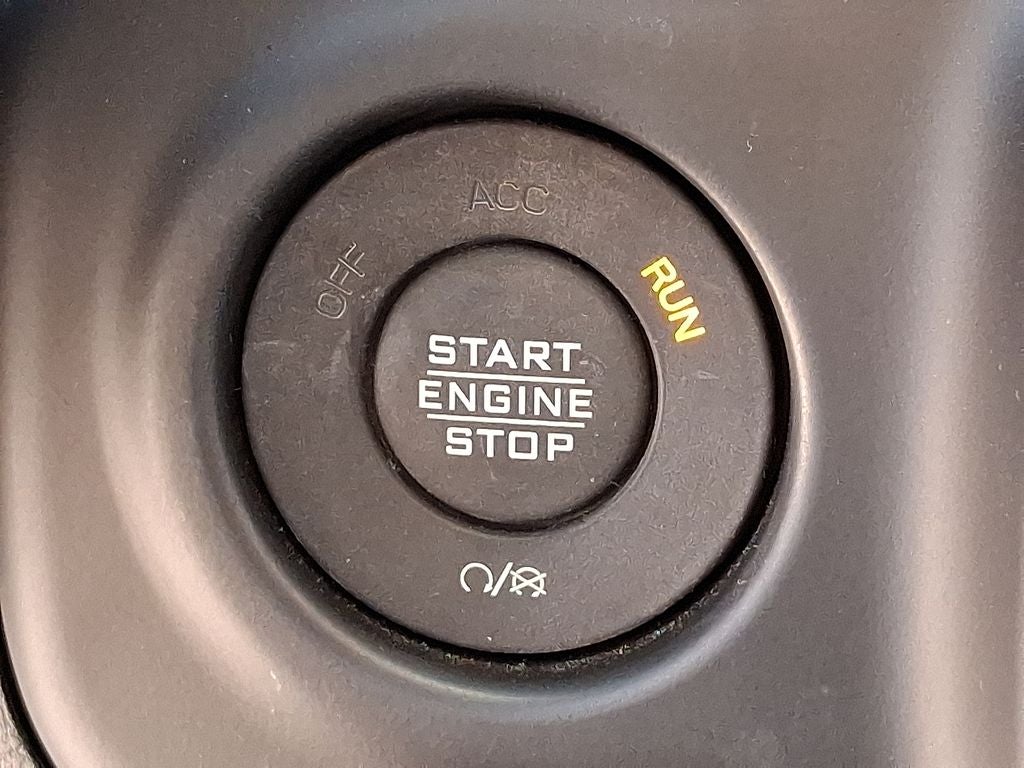 ACC
OFF
RUN
START
ENGINE
STOP